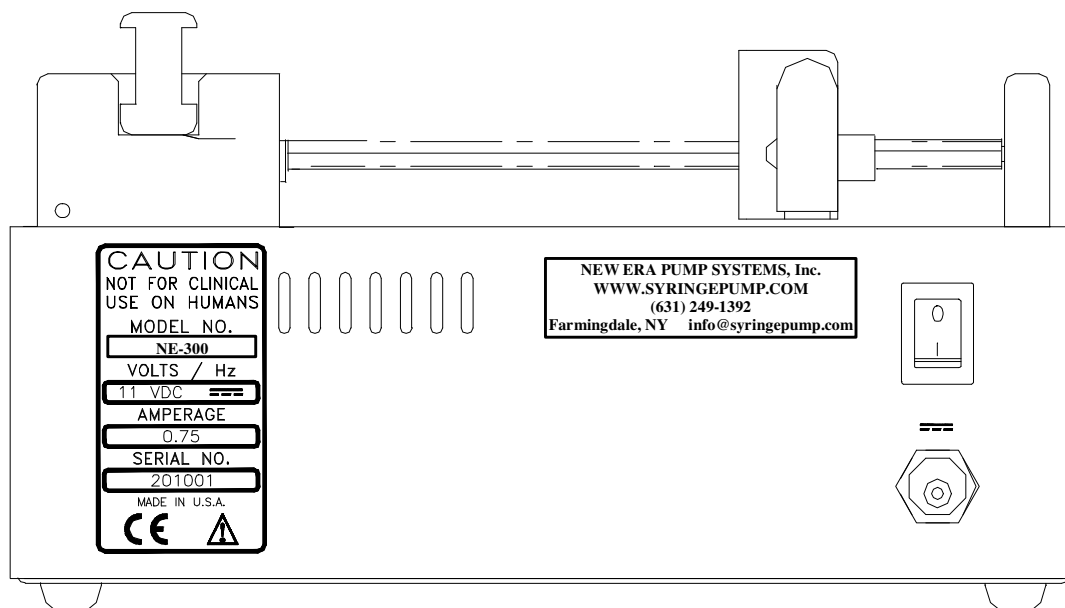 CAUTION
NOT FOR CLINICAL
USE ON HUMANS
MODEL NO.
NE-300
VOLTS / Hz
11 VDC
AMPERAGE
0.75
SERIAL NO.
201001
MADE IN U.S.A.
CE
NEW ERA PUMP SYSTEMS, Inc.
WWW.SYRINGEPUMP.COM
(631) 249-1392
Farmingdale, NY info@syringepump.com
O
I